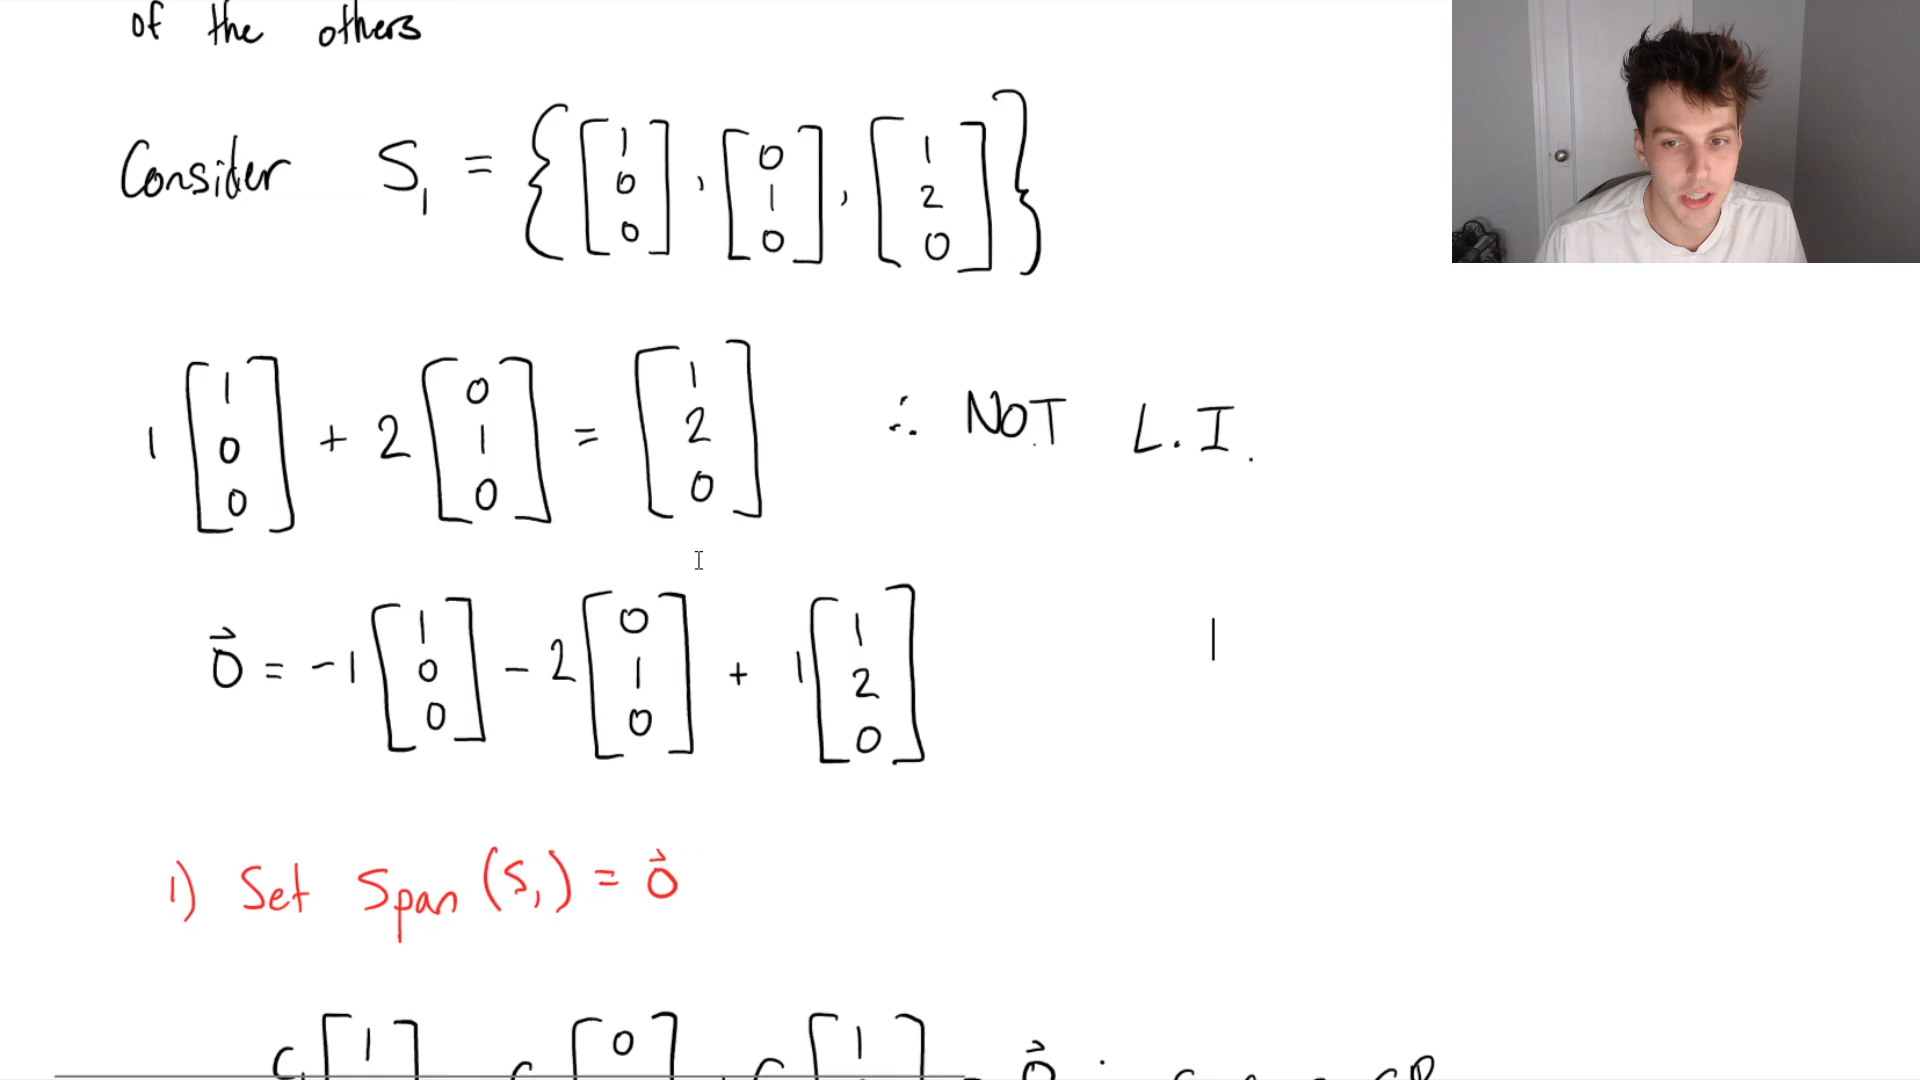 of the others
Consider S₁ = { [1 0 0], [0 1 0], [1 2 0] }
1 [1 0 0] + 2 [0 1 0] = [1 2 0] ∴ NOT L.I.
0⃗ = -1 [1 0 0] - 2 [0 1 0] + 1 [1 2 0] |
1) Set Span (S₁) = 0⃗